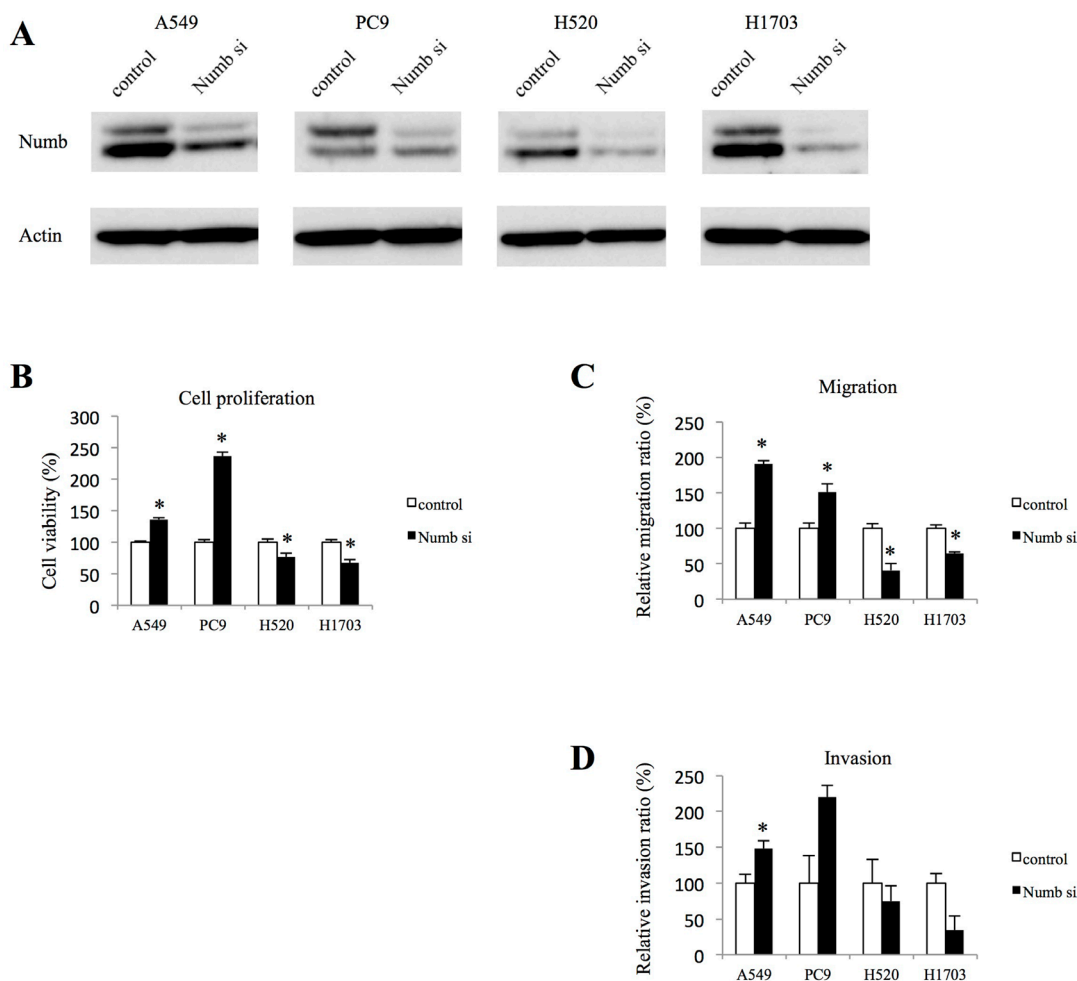 A
A549 PC9 H520 H1703
control Numb si control Numb si control Numb si control Numb si
Numb
Actin
B
Cell proliferation
Cell viability (%)
300
250
200
150
100
50
0
* * * *
A549 PC9 H520 H1703
control
Numb si
C
Migration
Relative migration ratio (%)
250
200
150
100
50
0
* * * *
A549 PC9 H520 H1703
control
Numb si
D
Invasion
Relative invasion ratio (%)
250
200
150
100
50
0
*
A549 PC9 H520 H1703
control
Numb si